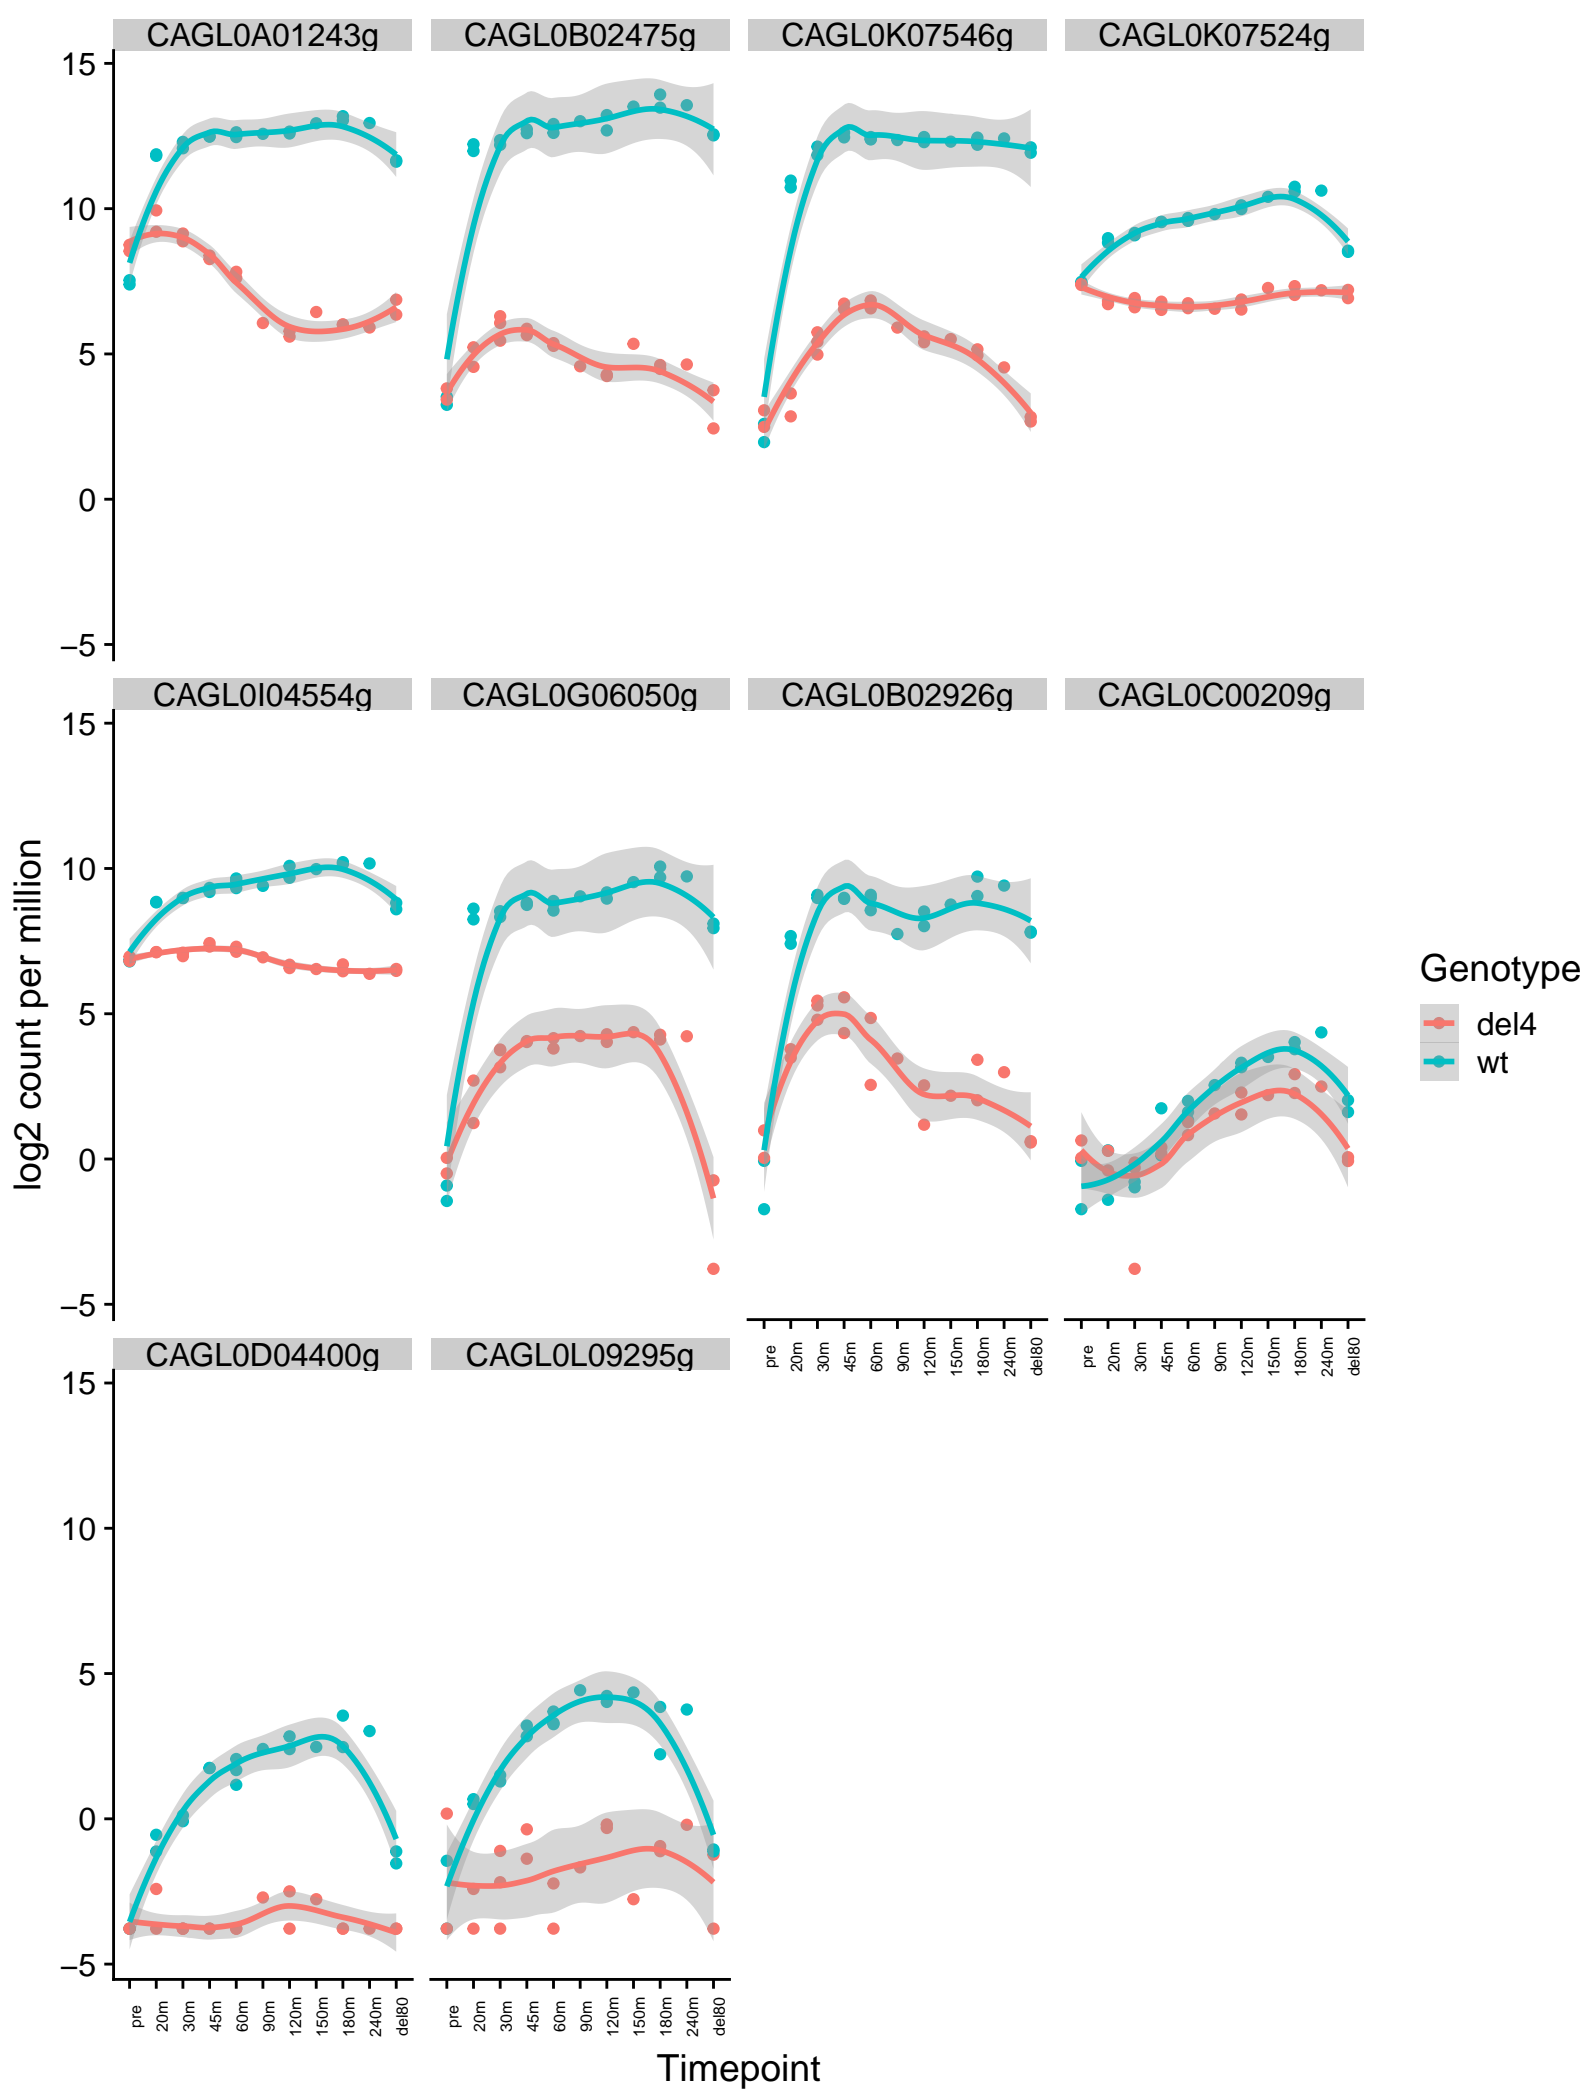 CAGL0A01243g CAGL0B02475g CAGL0K07546g CAGL0K07524g
15
10
5
0
−5
CAGL0I04554g CAGL0G06050g CAGL0B02926g CAGL0C00209g
15
10
5
0
−5
pre 20m 30m 45m 60m 90m 120m 150m 180m 240m del80 pre 20m 30m 45m 60m 90m 120m 150m 180m 240m del80
CAGL0D04400g CAGL0L09295g
15
10
5
0
−5
pre 20m 30m 45m 60m 90m 120m 150m 180m 240m del80 pre 20m 30m 45m 60m 90m 120m 150m 180m 240m del80
Timepoint
log2 count per million
Genotype
del4
wt